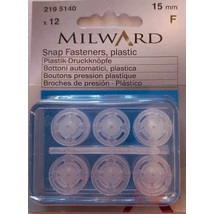 219 5140
15 mm
x 12
MILWARD
F
Snap Fasteners, plastic
Plastik-Druckknöpfe
Bottoni automatici, plastica
Boutons pression plastique
Broches de presión - Plástico